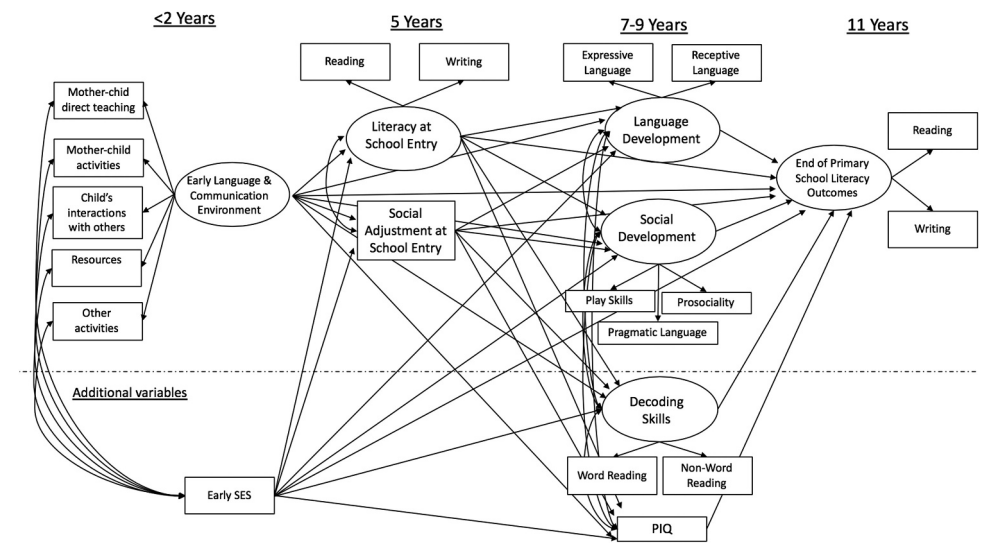 <2 Years
5 Years
7-9 Years
11 Years
Reading
Writing
Expressive
Language
Receptive
Language
Mother-chid
direct teaching
Mother-child
activities
Child's
interactions
with others
Resources
Other
activities
Early Language &
Communication
Environment
Literacy at
School Entry
Social
Adjustment at
School Entry
Language
Development
Social
Development
Play Skills
Prosociality
Pragmatic Language
End of Primary
School Literacy
Outcomes
Reading
Writing
Additional variables
Decoding
Skills
Word Reading
Non-Word
Reading
Early SES
PIQ